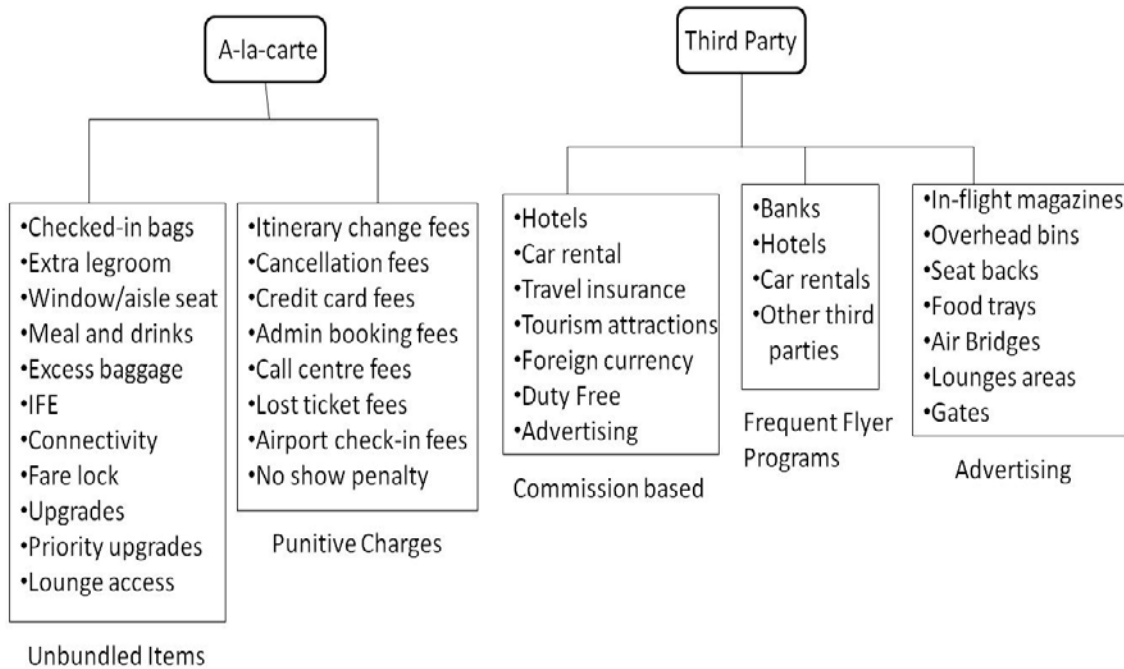 A-la-carte
Third Party
•Checked-in bags
•Extra legroom
•Window/aisle seat
•Meal and drinks
•Excess baggage
•IFE
•Connectivity
•Fare lock
•Upgrades
•Priority upgrades
•Lounge access
Unbundled Items
•Itinerary change fees
•Cancellation fees
•Credit card fees
•Admin booking fees
•Call centre fees
•Lost ticket fees
•Airport check-in fees
•No show penalty
Punitive Charges
•Hotels
•Car rental
•Travel insurance
•Tourism attractions
•Foreign currency
•Duty Free
•Advertising
Commission based
•Banks
•Hotels
•Car rentals
•Other third
parties
Frequent Flyer
Programs
•In-flight magazines
•Overhead bins
•Seat backs
•Food trays
•Air Bridges
•Lounges areas
•Gates
Advertising